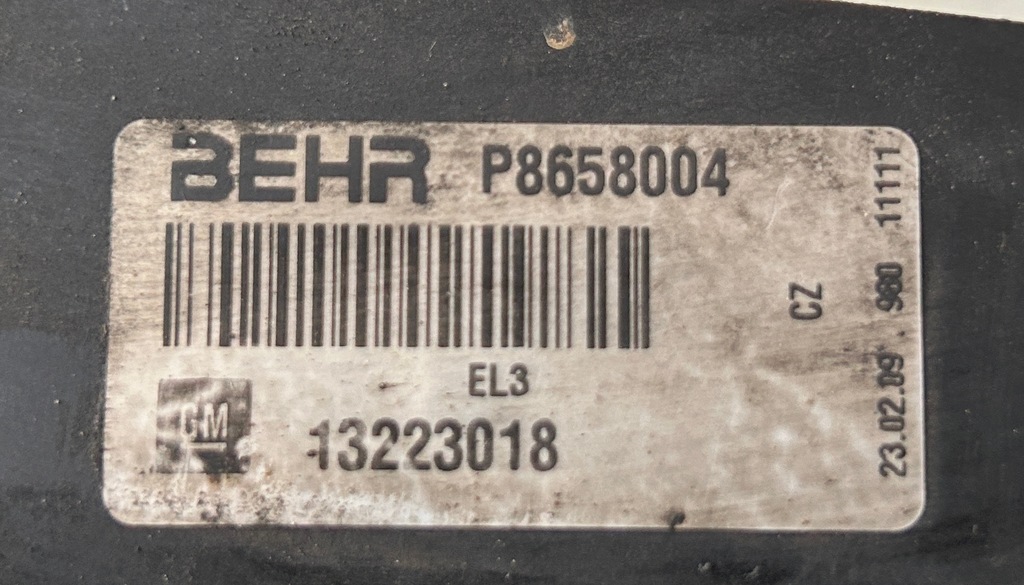 BEHR P8658004
EL3
GM
13223018
CZ
23.02.09 980 11111